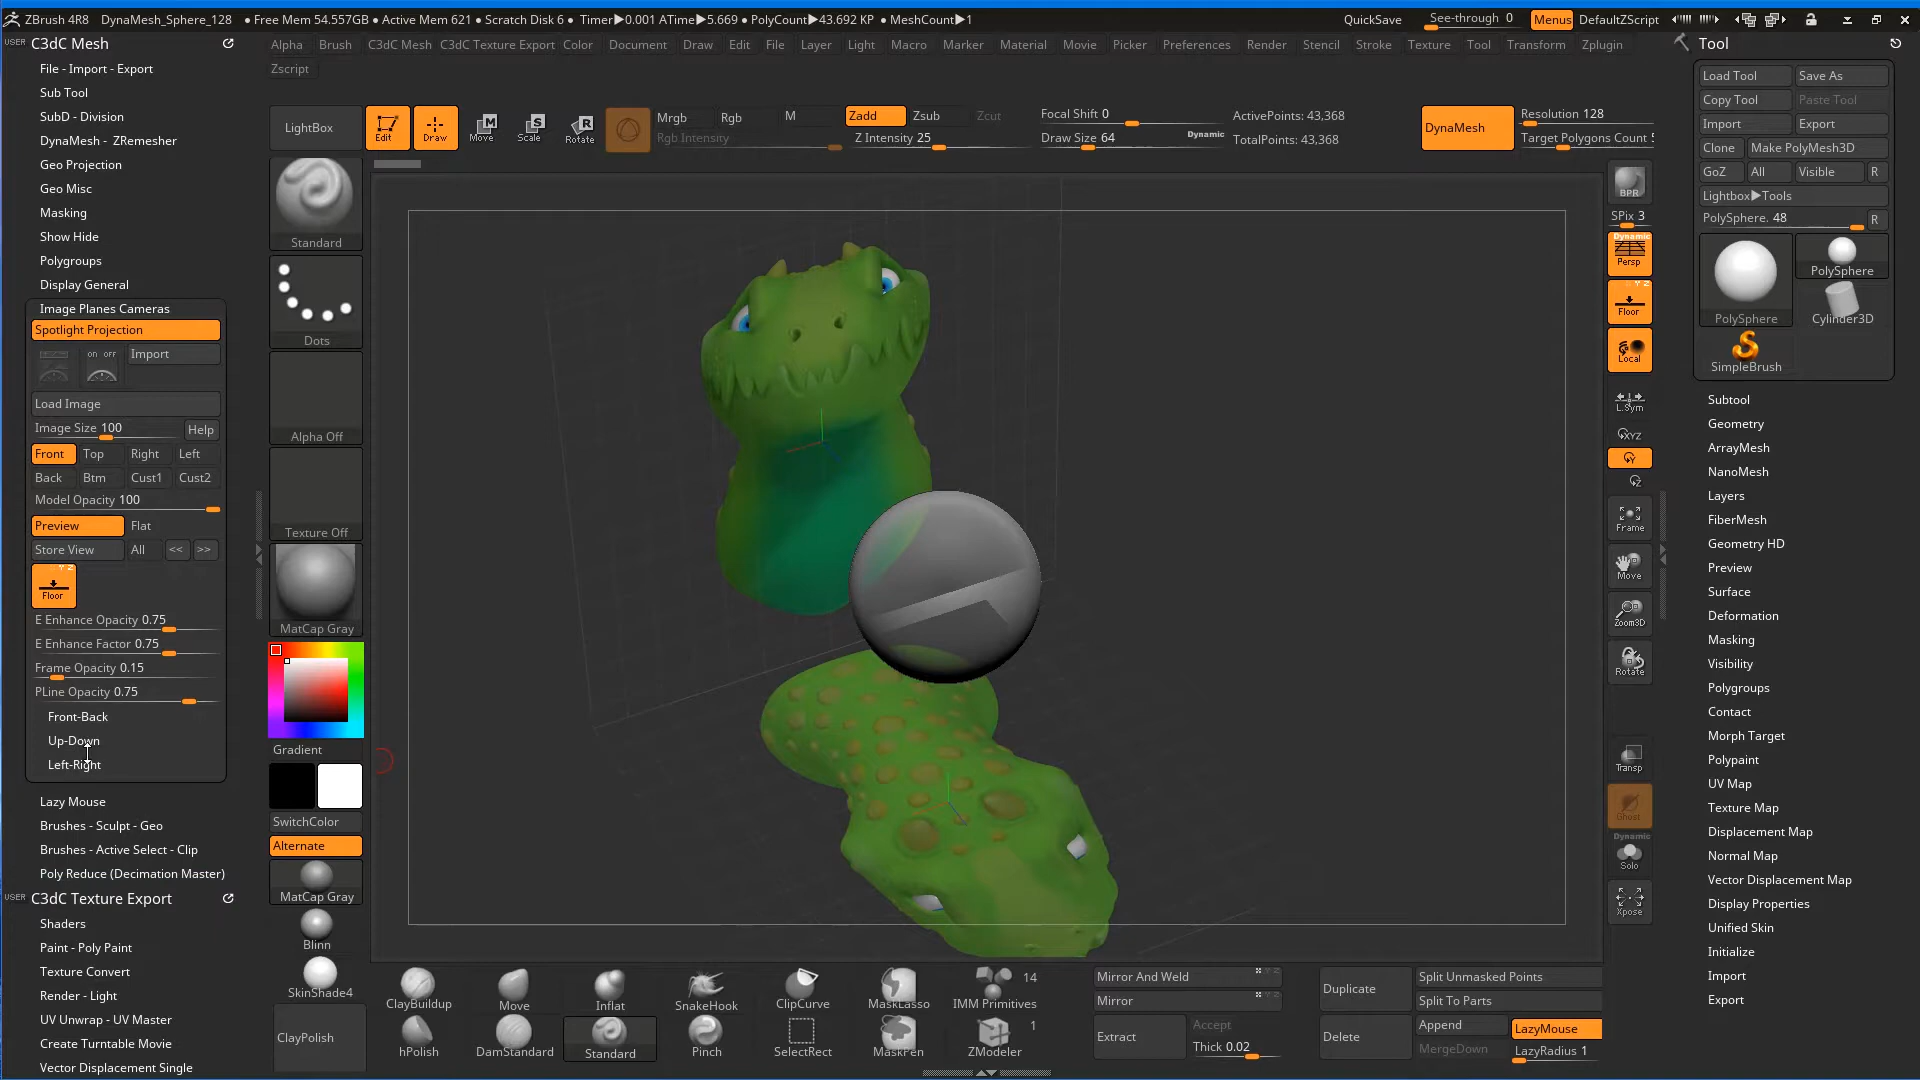 ZBrush 4R8 DynaMesh_Sphere_128 ● Free Mem 54.557GB ● Active Mem 621 ● Scratch Disk 6 ● Timer▶0.001 ATime▶5.669 ● PolyCount▶43.692 KP ● MeshCount▶1 QuickSave See-through 0 Menus DefaultZScript
USER C3dC Mesh
File - Import - Export
Sub Tool
SubD - Division
DynaMesh - ZRemesher
Geo Projection
Geo Misc
Masking
Show Hide
Polygroups
Display General
Image Planes Cameras
Spotlight Projection
on off Import
Load Image
Image Size 100 Help
Front Top Right Left
Back Btm Cust1 Cust2
Model Opacity 100
Preview Flat
Store View All << >>
Floor
E Enhance Opacity 0.75
E Enhance Factor 0.75
Frame Opacity 0.15
PLine Opacity 0.75
Front-Back
Up-Down
Left-Right
Lazy Mouse
Brushes - Sculpt - Geo
Brushes - Active Select - Clip
Poly Reduce (Decimation Master)
USER C3dC Texture Export
Shaders
Paint - Poly Paint
Texture Convert
Render - Light
UV Unwrap - UV Master
Create Turntable Movie
Vector Displacement Single
Alpha Brush C3dC Mesh C3dC Texture Export Color Document Draw Edit File Layer Light Macro Marker Material Movie Picker Preferences Render Stencil Stroke Texture Tool Transform Zplugin
Zscript
LightBox Edit Draw Move Scale Rotate
Mrgb Rgb M Zadd Zsub Zcut
Rgb Intensity Z Intensity 25
Focal Shift 0
Draw Size 64 Dynamic
ActivePoints: 43,368
TotalPoints: 43,368
DynaMesh
Resolution 128
Target Polygons Count 5
Standard
Dots
Alpha Off
Texture Off
MatCap Gray
Gradient
SwitchColor
Alternate
MatCap Gray
Blinn
SkinShade4
ClayPolish
BPR
SPix 3
Dynamic
Persp
Floor
Local
L.Sym
XYZ
Y
Z
Frame
Move
Zoom3D
Rotate
Transp
Ghost
Dynamic
Solo
Xpose
ClayBuildup Move Inflat SnakeHook ClipCurve MaskLasso IMM Primitives 14
hPolish DamStandard Standard Pinch SelectRect MaskPen ZModeler 1
Mirror And Weld
Mirror
Extract Accept
Thick 0.02
Duplicate
Delete
Split Unmasked Points
Split To Parts
Append LazyMouse
MergeDown LazyRadius 1
Tool
Load Tool Save As
Copy Tool Paste Tool
Import Export
Clone Make PolyMesh3D
GoZ All Visible R
Lightbox▶Tools
PolySphere. 48 R
PolySphere
PolySphere Cylinder3D
SimpleBrush
Subtool
Geometry
ArrayMesh
NanoMesh
Layers
FiberMesh
Geometry HD
Preview
Surface
Deformation
Masking
Visibility
Polygroups
Contact
Morph Target
Polypaint
UV Map
Texture Map
Displacement Map
Normal Map
Vector Displacement Map
Display Properties
Unified Skin
Initialize
Import
Export